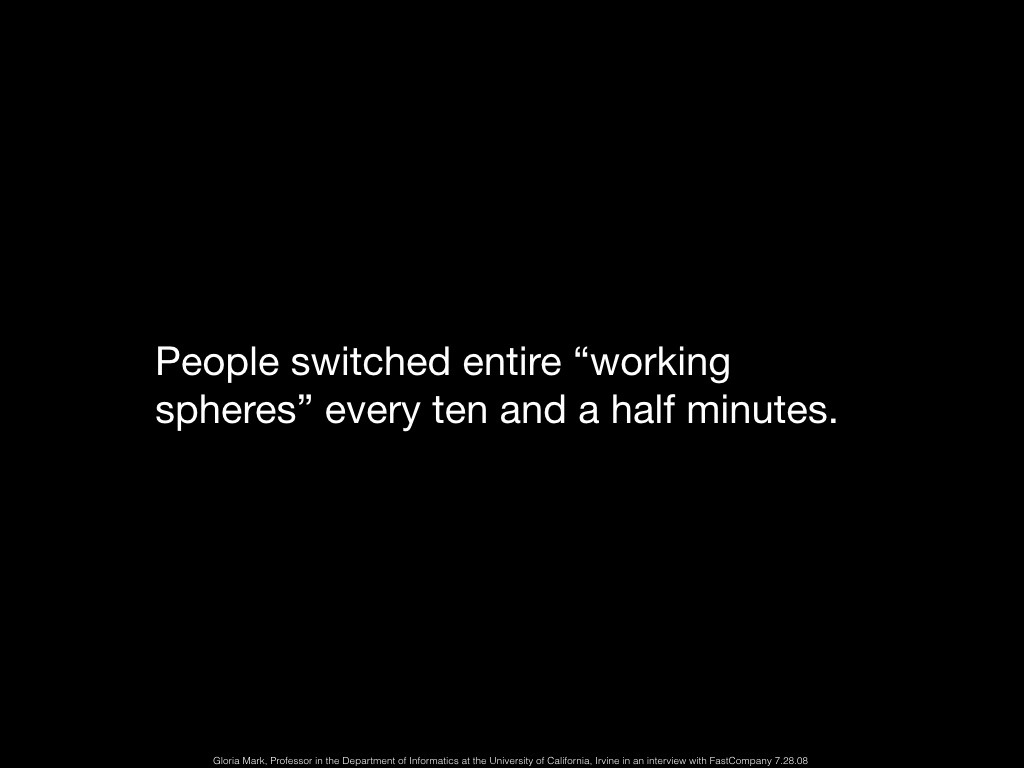 People switched entire “working
spheres” every ten and a half minutes.
Gloria Mark, Professor in the Department of Informatics at the University of California, Irvine in an interview with FastCompany 7.28.08